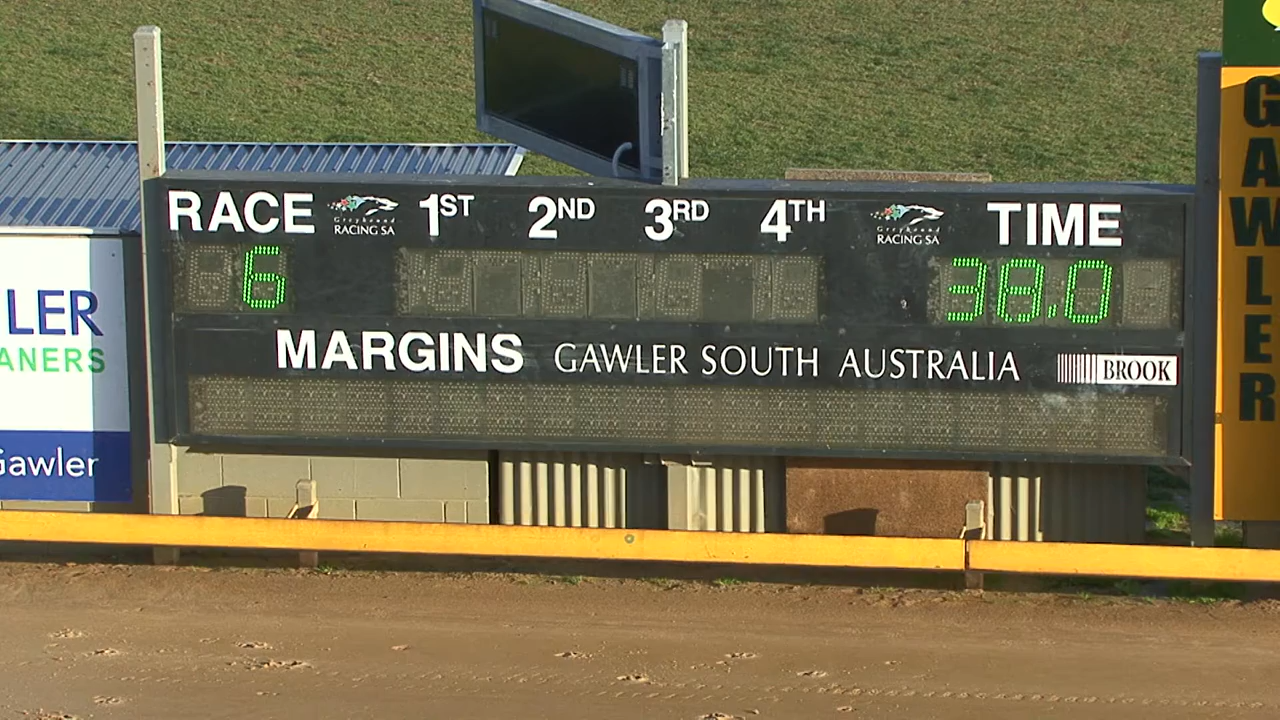 RACE Greyhound RACING SA 1ST 2ND 3RD 4TH Greyhound RACING SA TIME
6 38.0
MARGINS GAWLER SOUTH AUSTRALIA BROOK
LER
ANERS
Gawler
GAWLER